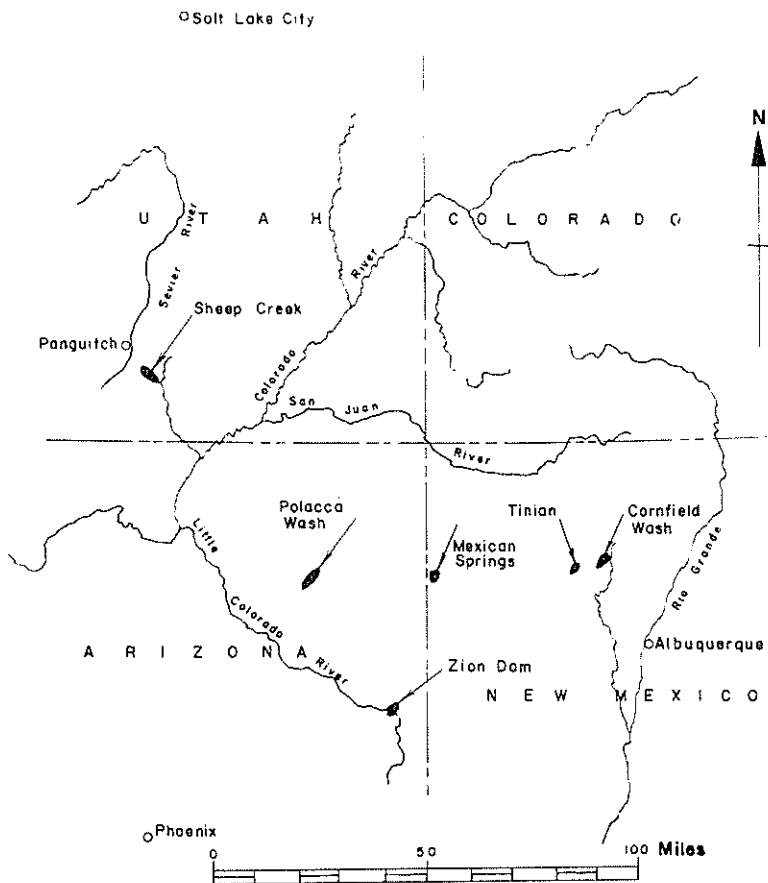 Solt Lake City
N
U T A H
C O L O R A D O
Sevier River
Sheep Creek
Panguitch
Colorado River
San Juan River
Polacca
Wash
Tinian
Cornfield
Wash
Mexican
Springs
Little Colorado River
Rio Grande
Albuquerque
A R I Z O N A
Zion Dam
N E W M E X I C O
Phoenix
0 50 100 Miles